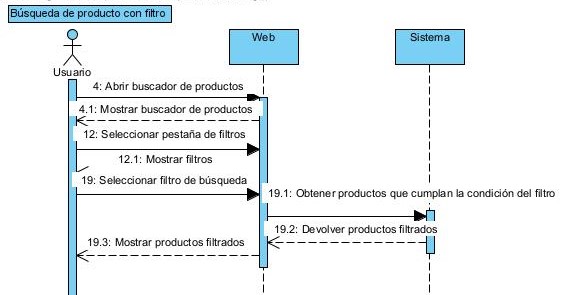 Búsqueda de producto con filtro
Web
Sistema
Usuario
4: Abrir buscador de productos
4.1: Mostrar buscador de productos
12: Seleccionar pestaña de filtros
12.1: Mostrar filtros
19: Seleccionar filtro de búsqueda
19.1: Obtener productos que cumplan la condición del filtro
19.2: Devolver productos filtrados
19.3: Mostrar productos filtrados